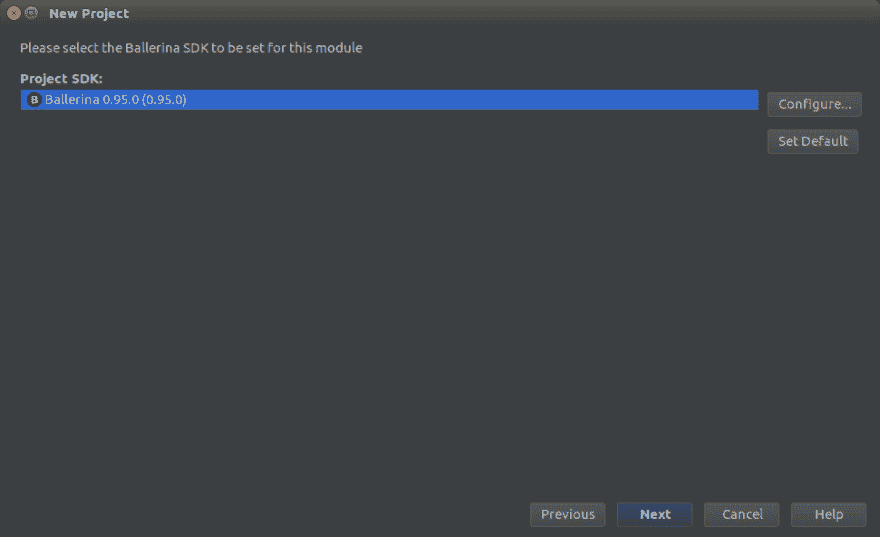 New Project
Please select the Ballerina SDK to be set for this module
Project SDK:
B Ballerina 0.95.0 (0.95.0)
Configure...
Set Default
Previous
Next
Cancel
Help